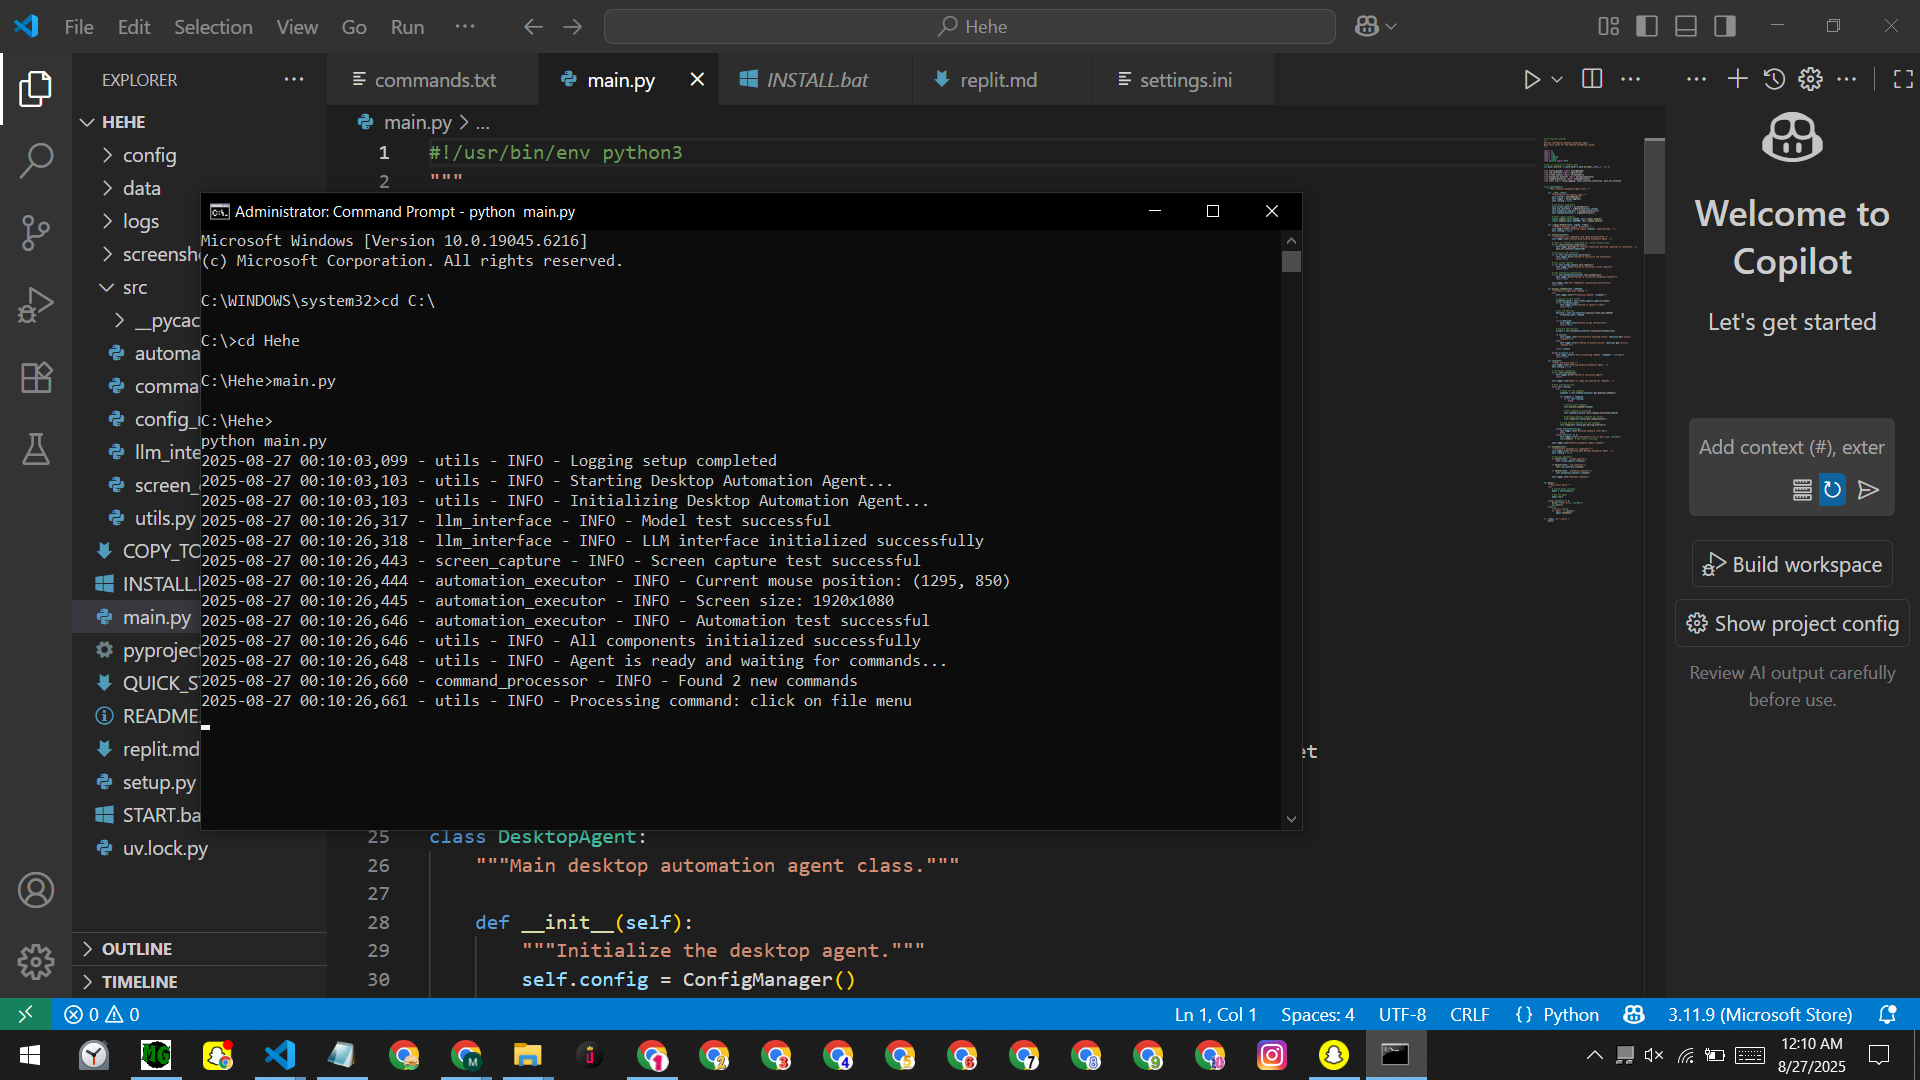 File Edit Selection View Go Run ··· Hehe
EXPLORER ···
commands.txt main.py INSTALL.bat replit.md settings.ini
HEHE
config
data
logs
screensh
src
__pycac
automa
comma
config_
llm_inte
screen_
utils.py
COPY_TO
INSTALL.
main.py
pyproject
QUICK_S
README.
replit.md
setup.py
START.ba
uv.lock.py
OUTLINE
TIMELINE
main.py > ...
1 #!/usr/bin/env python3
2 """
Administrator: Command Prompt - python main.py
Microsoft Windows [Version 10.0.19045.6216]
(c) Microsoft Corporation. All rights reserved.
C:\WINDOWS\system32>cd C:\
C:\>cd Hehe
C:\Hehe>main.py
C:\Hehe>
python main.py
2025-08-27 00:10:03,099 - utils - INFO - Logging setup completed
2025-08-27 00:10:03,103 - utils - INFO - Starting Desktop Automation Agent...
2025-08-27 00:10:03,103 - utils - INFO - Initializing Desktop Automation Agent...
2025-08-27 00:10:26,317 - llm_interface - INFO - Model test successful
2025-08-27 00:10:26,318 - llm_interface - INFO - LLM interface initialized successfully
2025-08-27 00:10:26,443 - screen_capture - INFO - Screen capture test successful
2025-08-27 00:10:26,444 - automation_executor - INFO - Current mouse position: (1295, 850)
2025-08-27 00:10:26,445 - automation_executor - INFO - Screen size: 1920x1080
2025-08-27 00:10:26,646 - automation_executor - INFO - Automation test successful
2025-08-27 00:10:26,646 - utils - INFO - All components initialized successfully
2025-08-27 00:10:26,648 - utils - INFO - Agent is ready and waiting for commands...
2025-08-27 00:10:26,660 - command_processor - INFO - Found 2 new commands
2025-08-27 00:10:26,661 - utils - INFO - Processing command: click on file menu
et
25 class DesktopAgent:
26 """Main desktop automation agent class."""
27
28 def __init__(self):
29 """Initialize the desktop agent."""
30 self.config = ConfigManager()
Welcome to
Copilot
Let's get started
Add context (#), exter
Build workspace
Show project config
Review AI output carefully
before use.
0 0 Ln 1, Col 1 Spaces: 4 UTF-8 CRLF {} Python 3.11.9 (Microsoft Store)
12:10 AM
8/27/2025